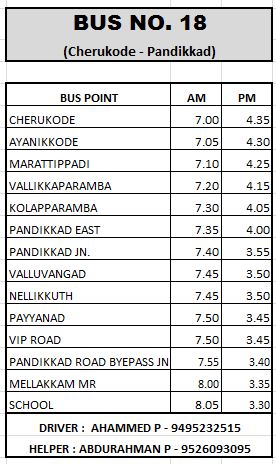 BUS NO. 18
(Cherukode - Pandikkad)
BUS POINT AM PM
CHERUKODE 7.00 4.35
AYANIKKODE 7.05 4.30
MARATTIPPADI 7.10 4.25
VALLIKKAPARAMBA 7.20 4.15
KOLAPPARAMBA 7.30 4.05
PANDIKKAD EAST 7.35 4.00
PANDIKKAD JN. 7.40 3.55
VALLUVANGAD 7.45 3.50
NELLIKKUTH 7.45 3.50
PAYYANAD 7.50 3.45
VIP ROAD 7.50 3.45
PANDIKKAD ROAD BYEPASS JN 7.55 3.40
MELLAKKAM MR 8.00 3.35
SCHOOL 8.05 3.30
DRIVER : AHAMMED P - 9495232515
HELPER : ABDURAHMAN P - 9526093095